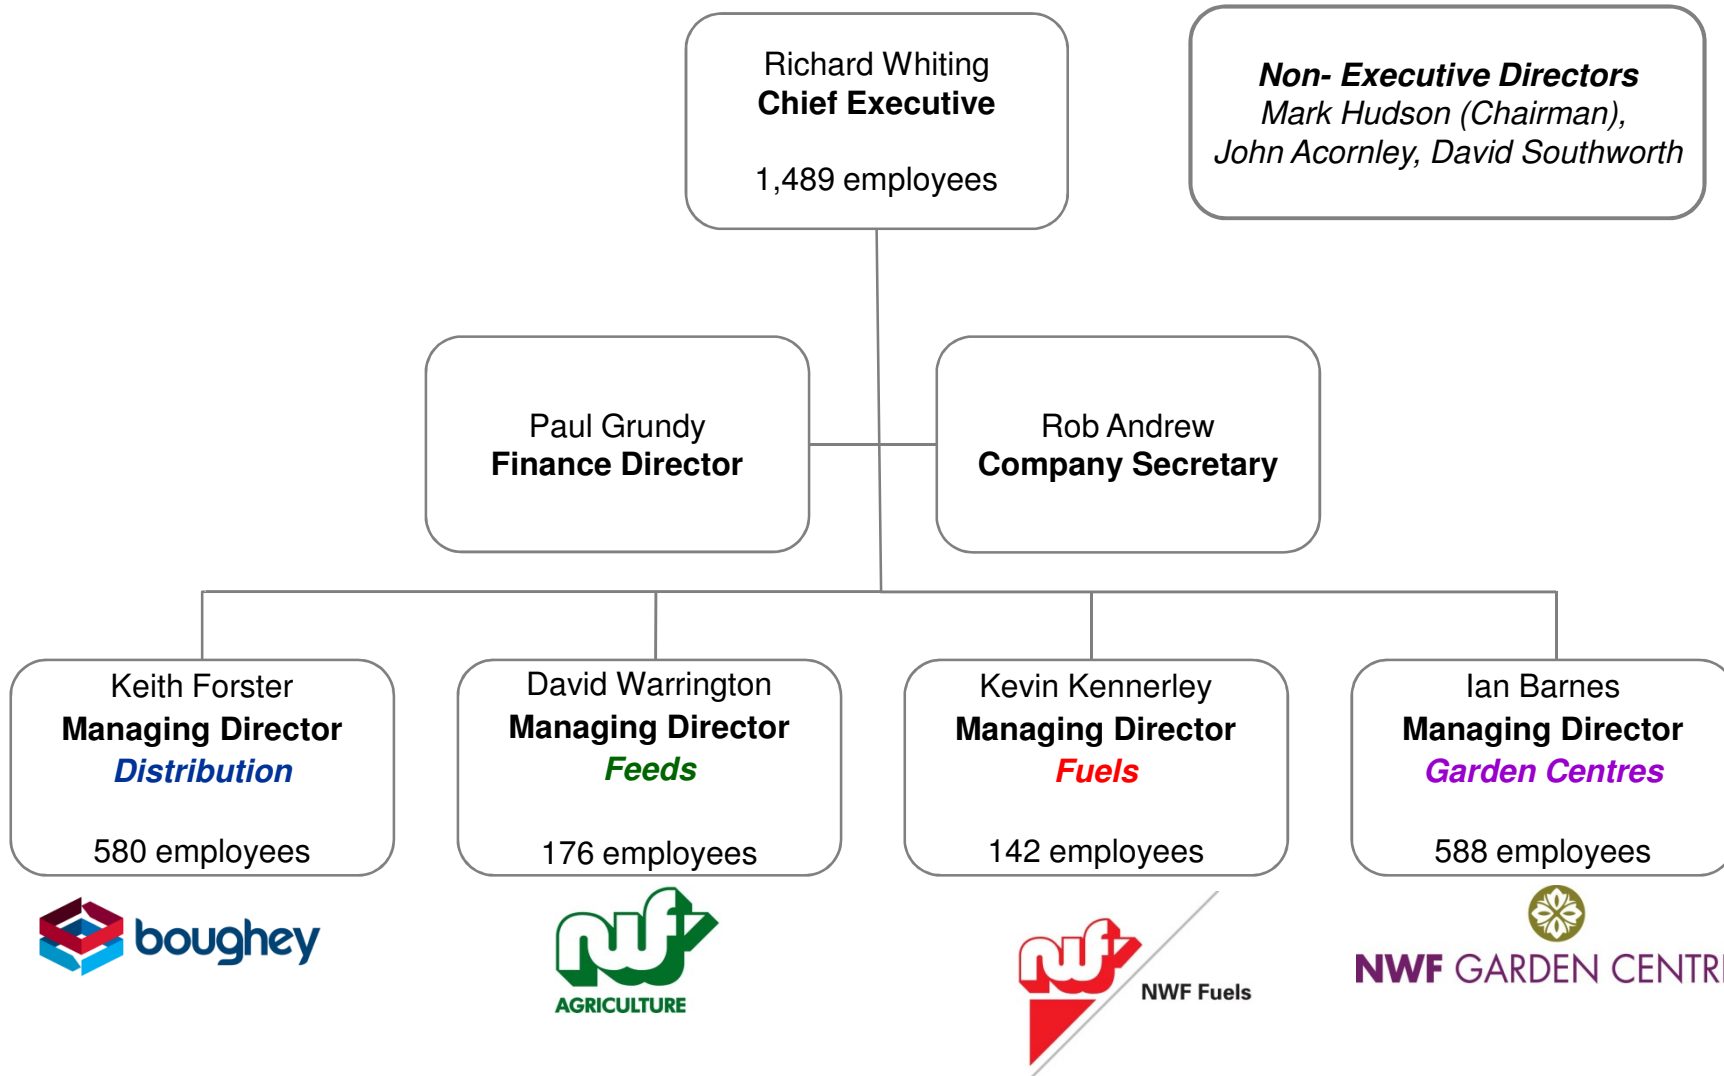 Richard Whiting
Chief Executive
1,489 employees
Non- Executive Directors
Mark Hudson (Chairman),
John Acornley, David Southworth
Paul Grundy
Finance Director
Rob Andrew
Company Secretary
Keith Forster
Managing Director
Distribution
580 employees
David Warrington
Managing Director
Feeds
176 employees
Kevin Kennerley
Managing Director
Fuels
142 employees
Ian Barnes
Managing Director
Garden Centres
588 employees
boughey
nwf
AGRICULTURE
nwf
NWF Fuels
NWF GARDEN CENTR